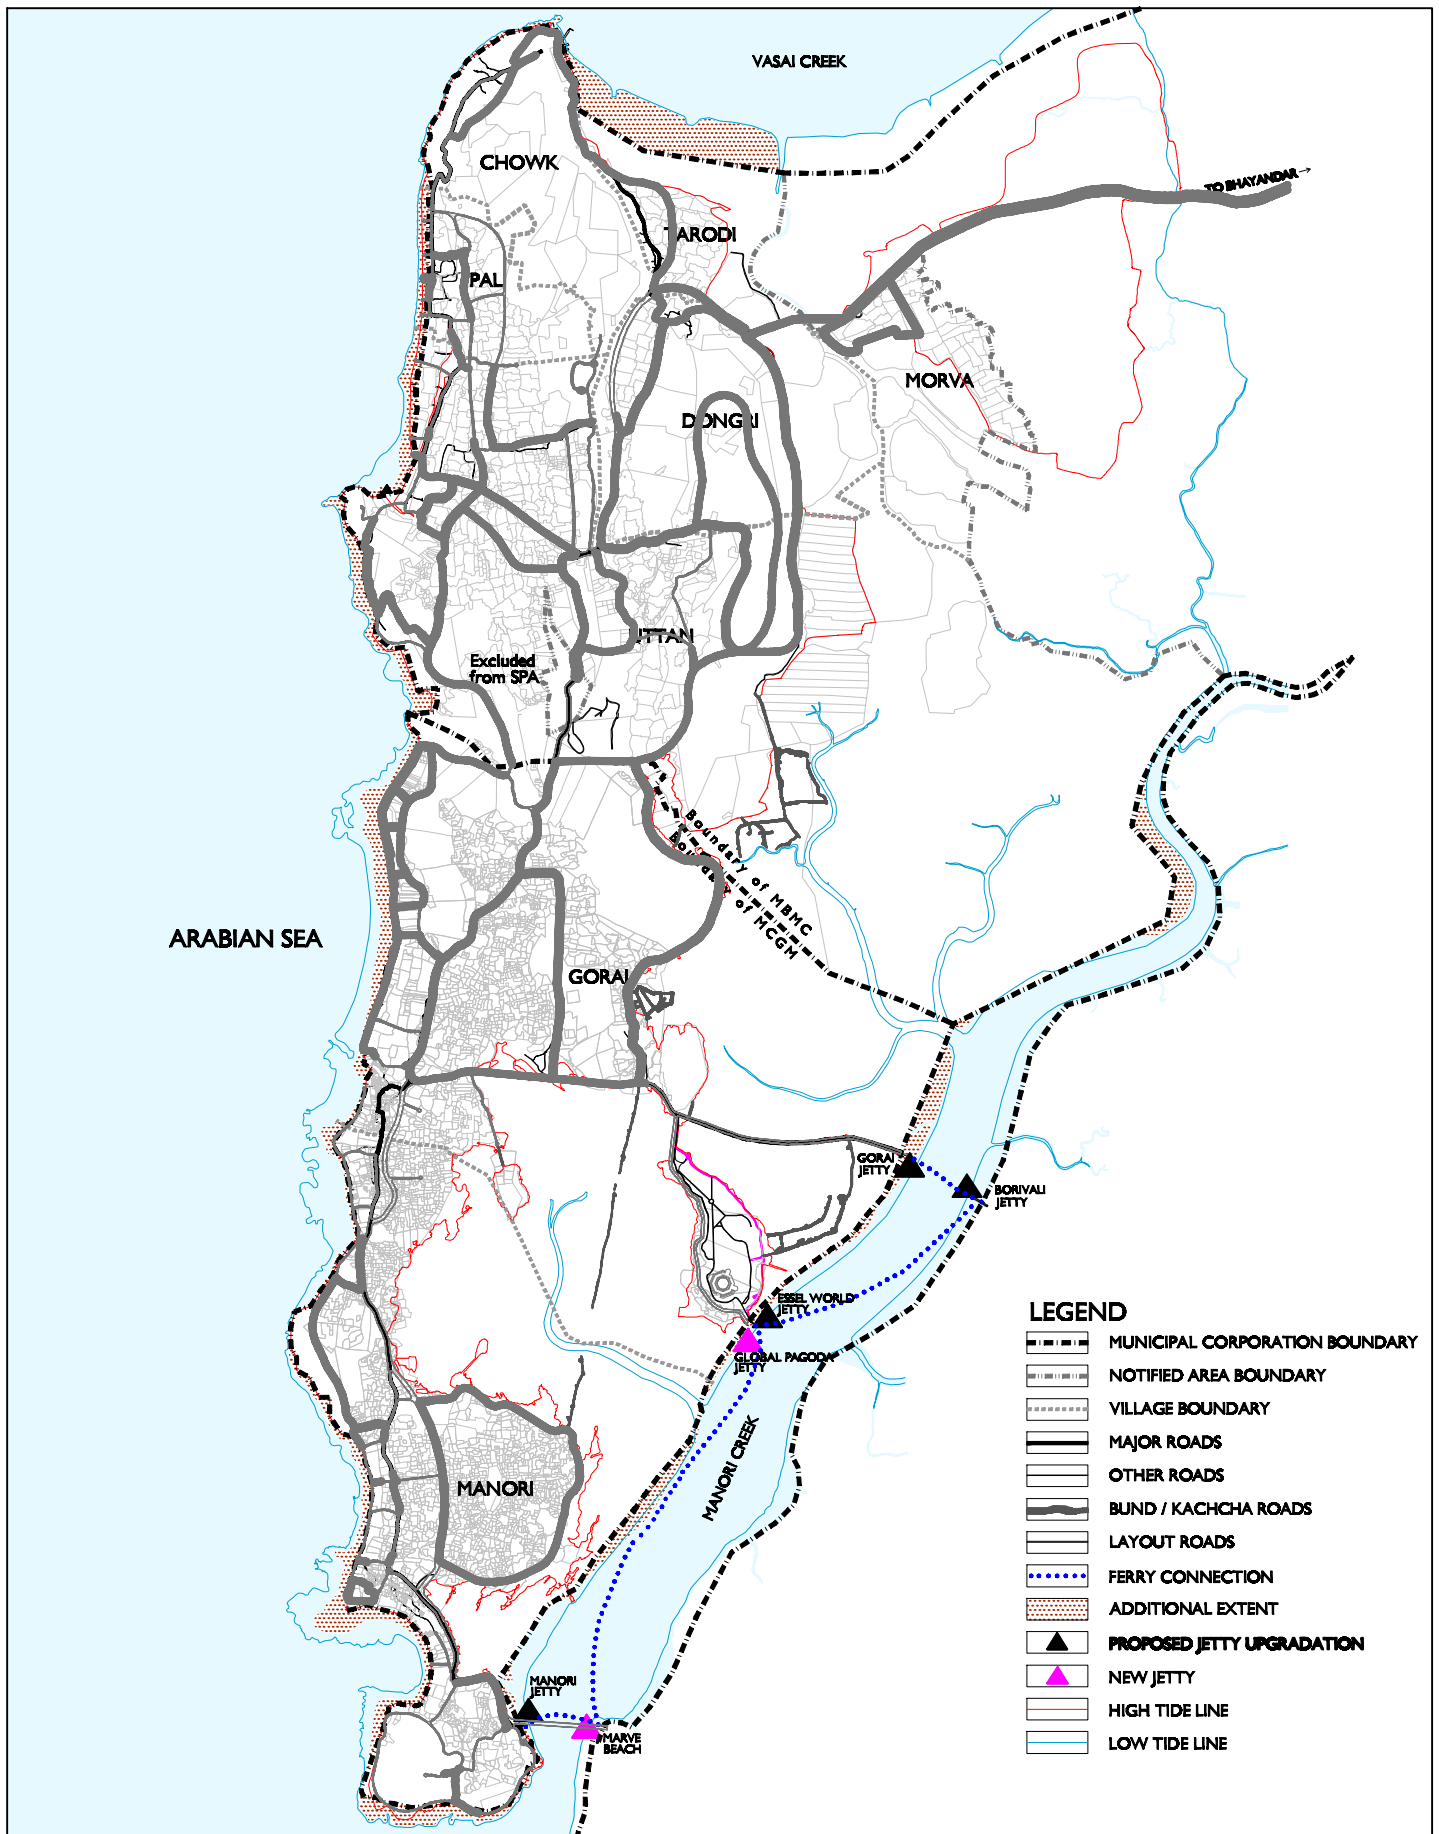 VASAI CREEK
CHOWK
TO BHAYANDAR
TARODI
PAL
MORVA
DONGRI
UTTAN
Excluded
from SPA
Boundary of MBMC
Boundary of MCGM
ARABIAN SEA
GORAI
GORAI
JETTY
BORIVALI
JETTY
ESSEL WORLD
JETTY
GLOBAL PAGODA
JETTY
MANORI CREEK
MANORI
MANORI
JETTY
MARVE
BEACH
LEGEND
MUNICIPAL CORPORATION BOUNDARY
NOTIFIED AREA BOUNDARY
VILLAGE BOUNDARY
MAJOR ROADS
OTHER ROADS
BUND / KACHCHA ROADS
LAYOUT ROADS
FERRY CONNECTION
ADDITIONAL EXTENT
PROPOSED JETTY UPGRADATION
NEW JETTY
HIGH TIDE LINE
LOW TIDE LINE